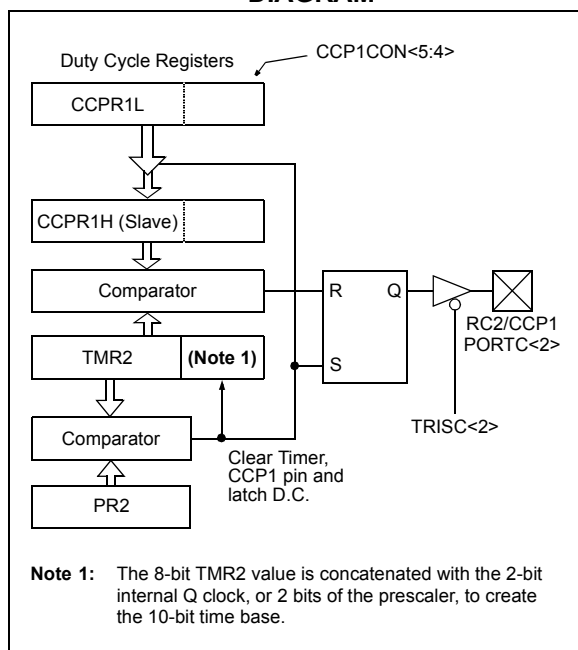 DIAGRAM
Duty Cycle Registers
CCP1CON<5:4>
CCPR1L
CCPR1H (Slave)
Comparator
R
Q
RC2/CCP1
PORTC<2>
TMR2
(Note 1)
S
TRISC<2>
Comparator
Clear Timer,
CCP1 pin and
latch D.C.
PR2
Note 1: The 8-bit TMR2 value is concatenated with the 2-bit
internal Q clock, or 2 bits of the prescaler, to create
the 10-bit time base.